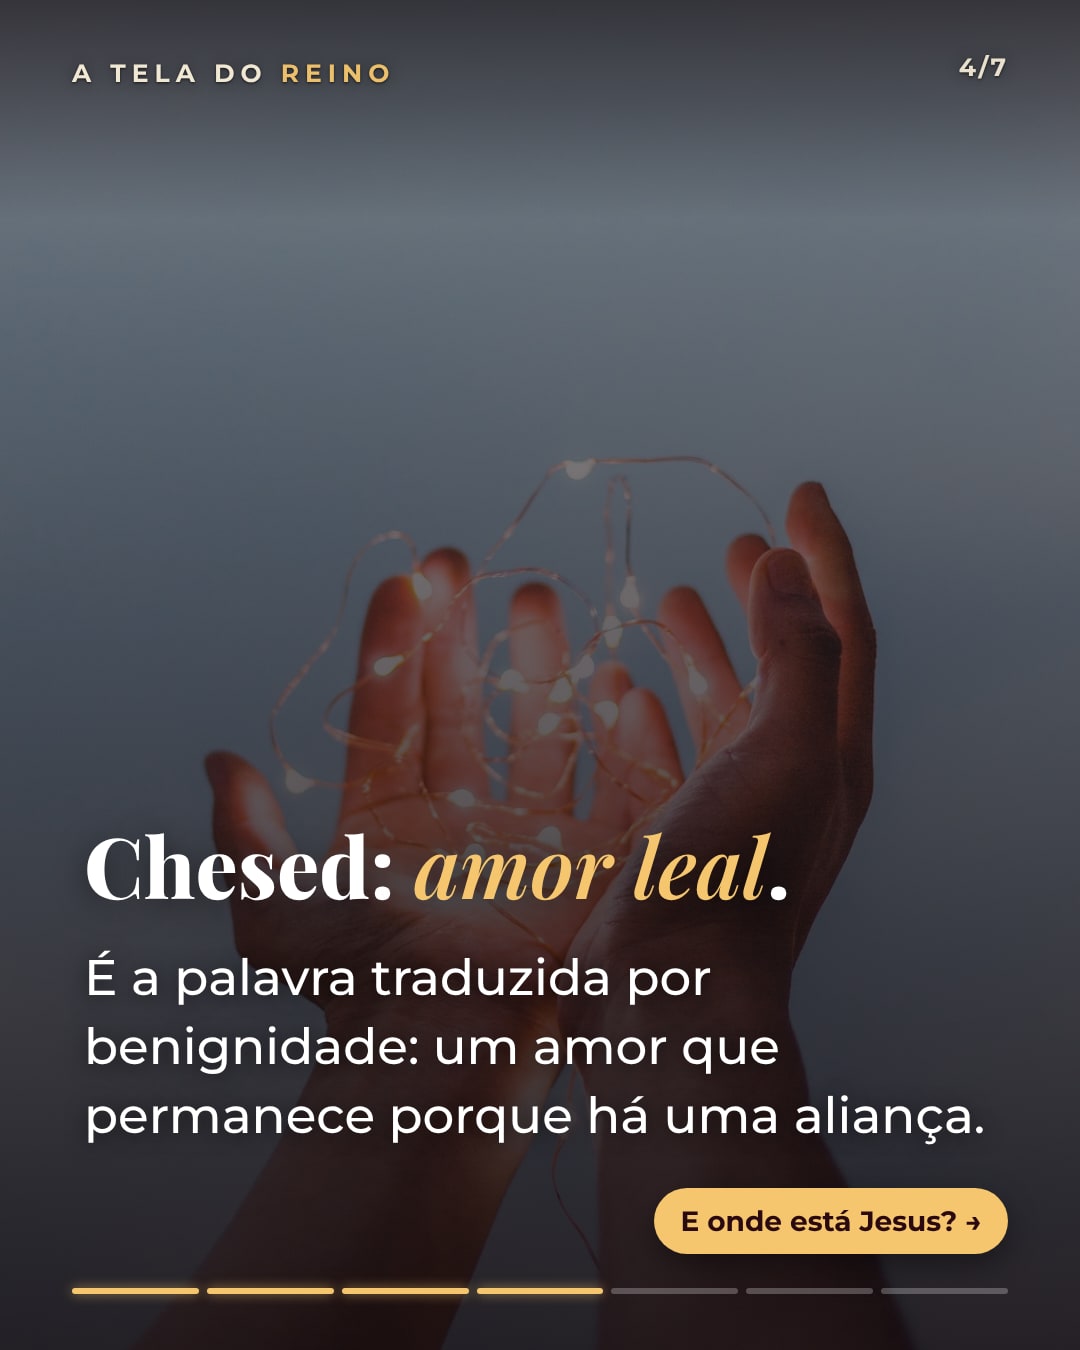 A TELA DO REINO
4/7
Chesed: amor leal.
É a palavra traduzida por
benignidade: um amor que
permanece porque há uma aliança.
E onde está Jesus? →